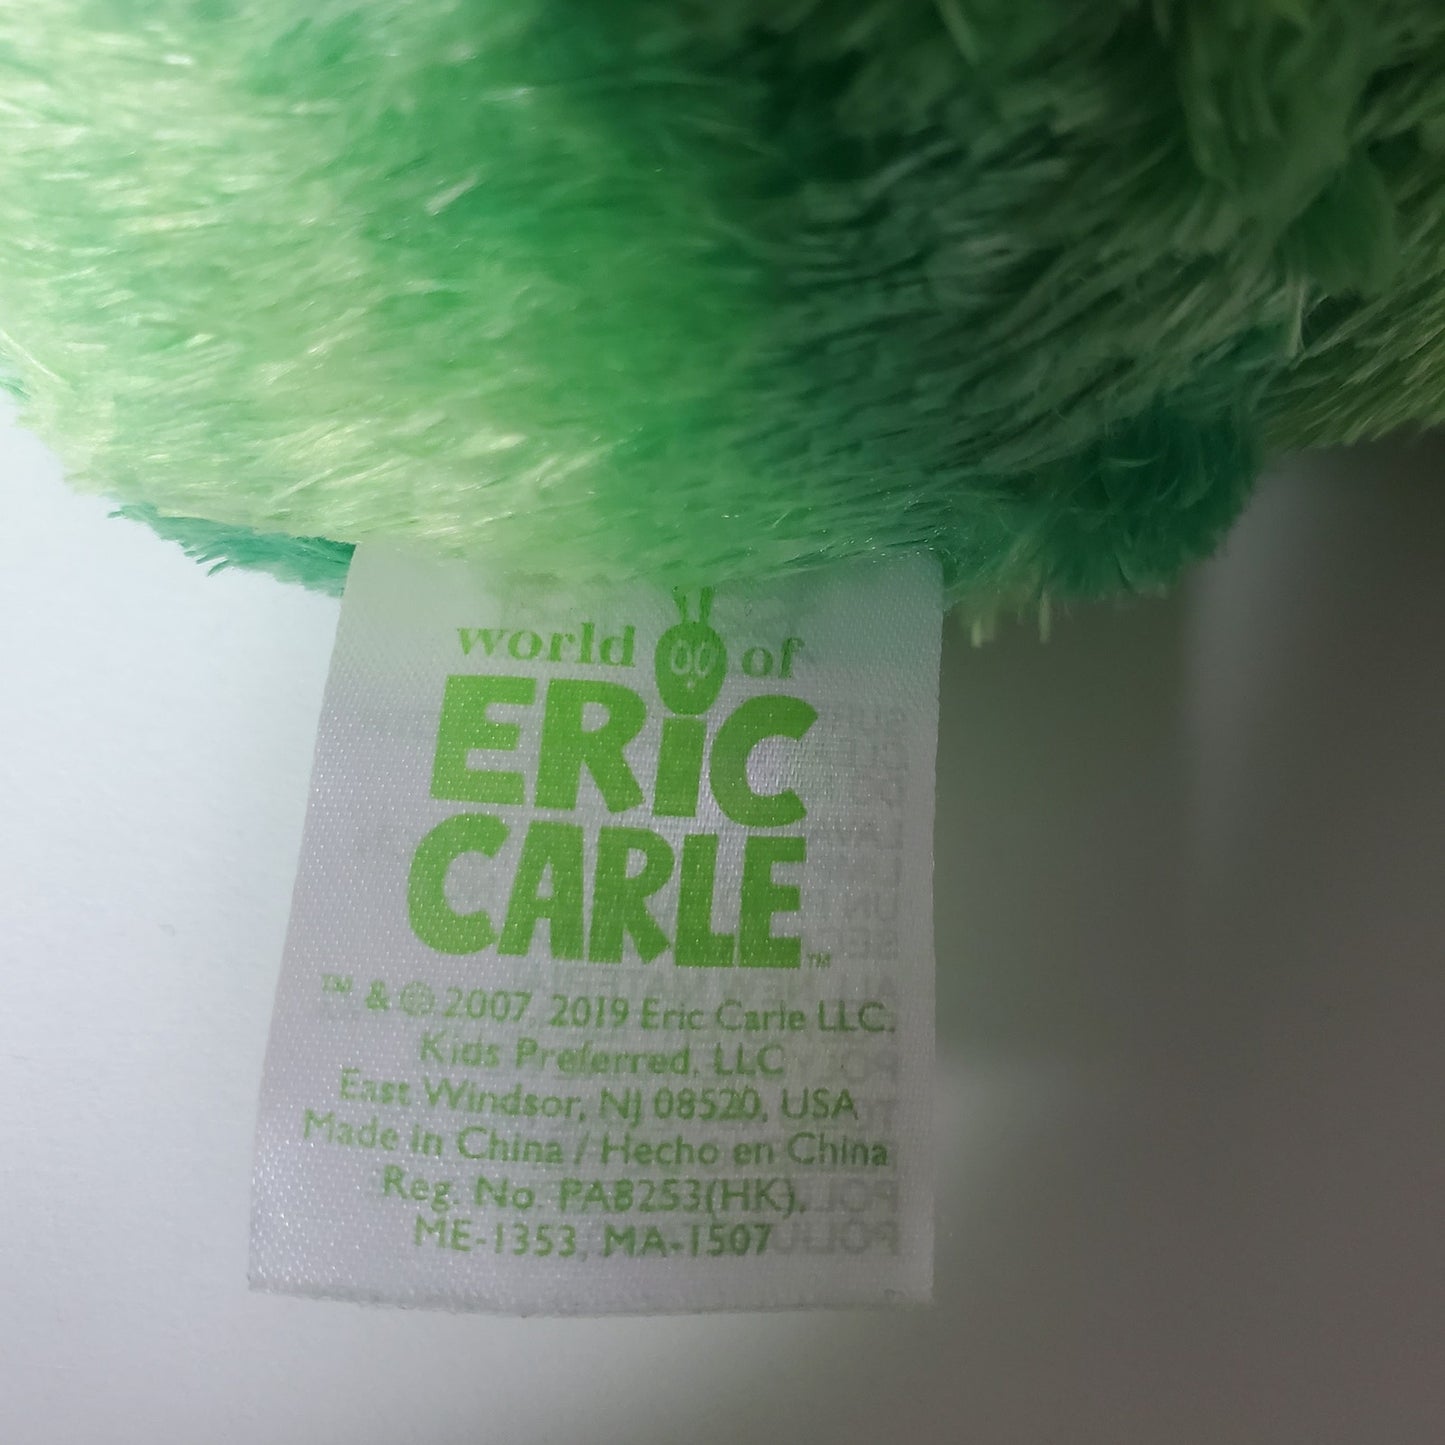 world of
ERiC
CARLE™
™ & © 2007, 2019 Eric Carle LLC.
Kids Preferred, LLC
East Windsor, NJ 08520, USA
Made in China / Hecho en China
Reg. No. PA8253(HK),
ME-1353, MA-1507